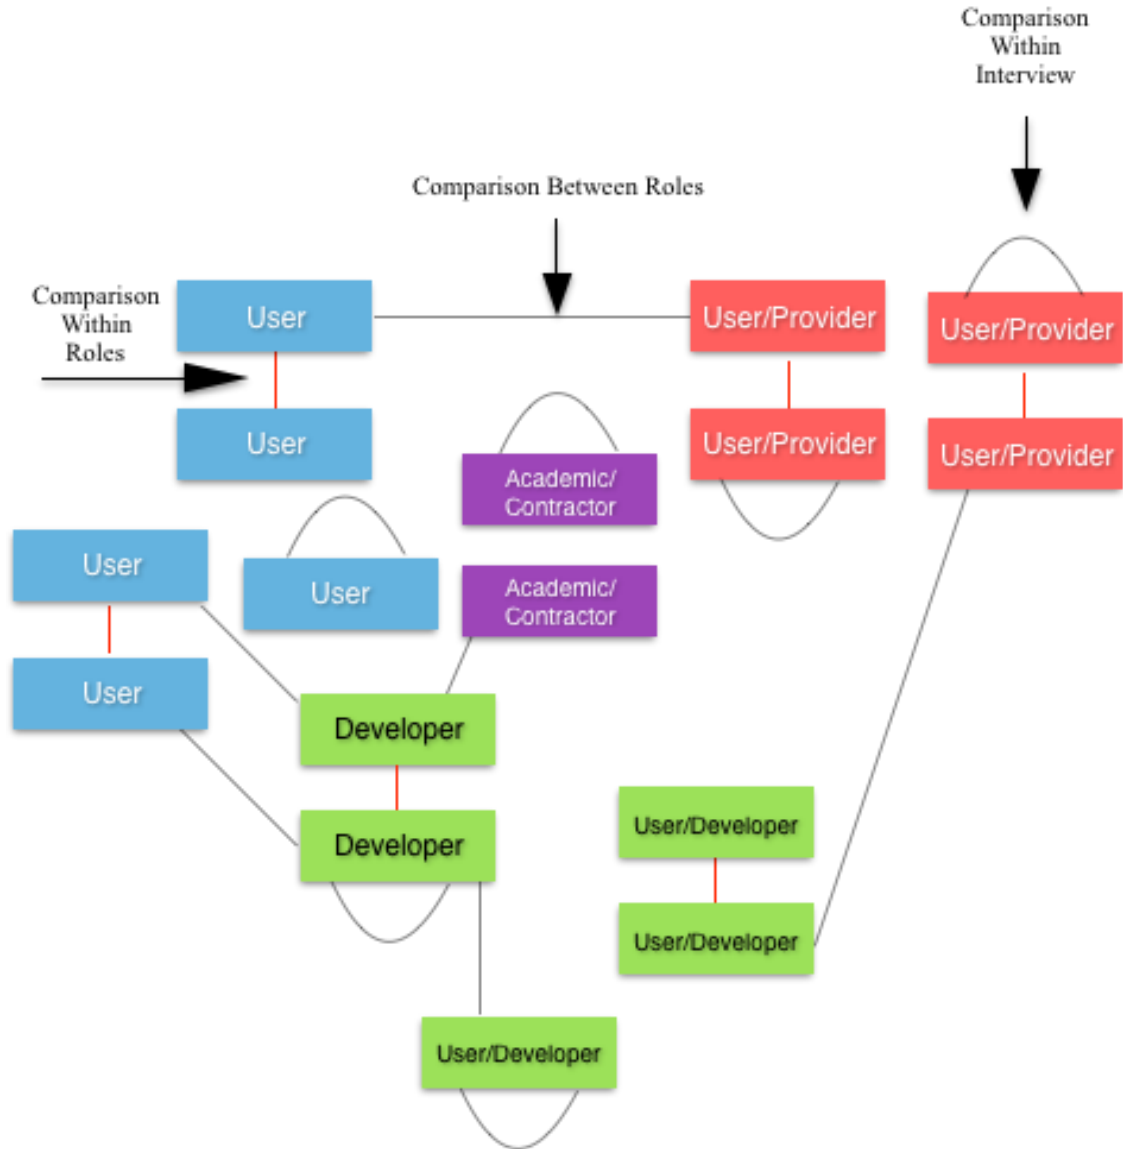 Comparison
Within
Interview
Comparison Between Roles
Comparison
Within
Roles
User
User/Provider
User/Provider
User
User/Provider
User/Provider
Academic/
Contractor
User
User
Academic/
Contractor
User
Developer
Developer
User/Developer
User/Developer
User/Developer